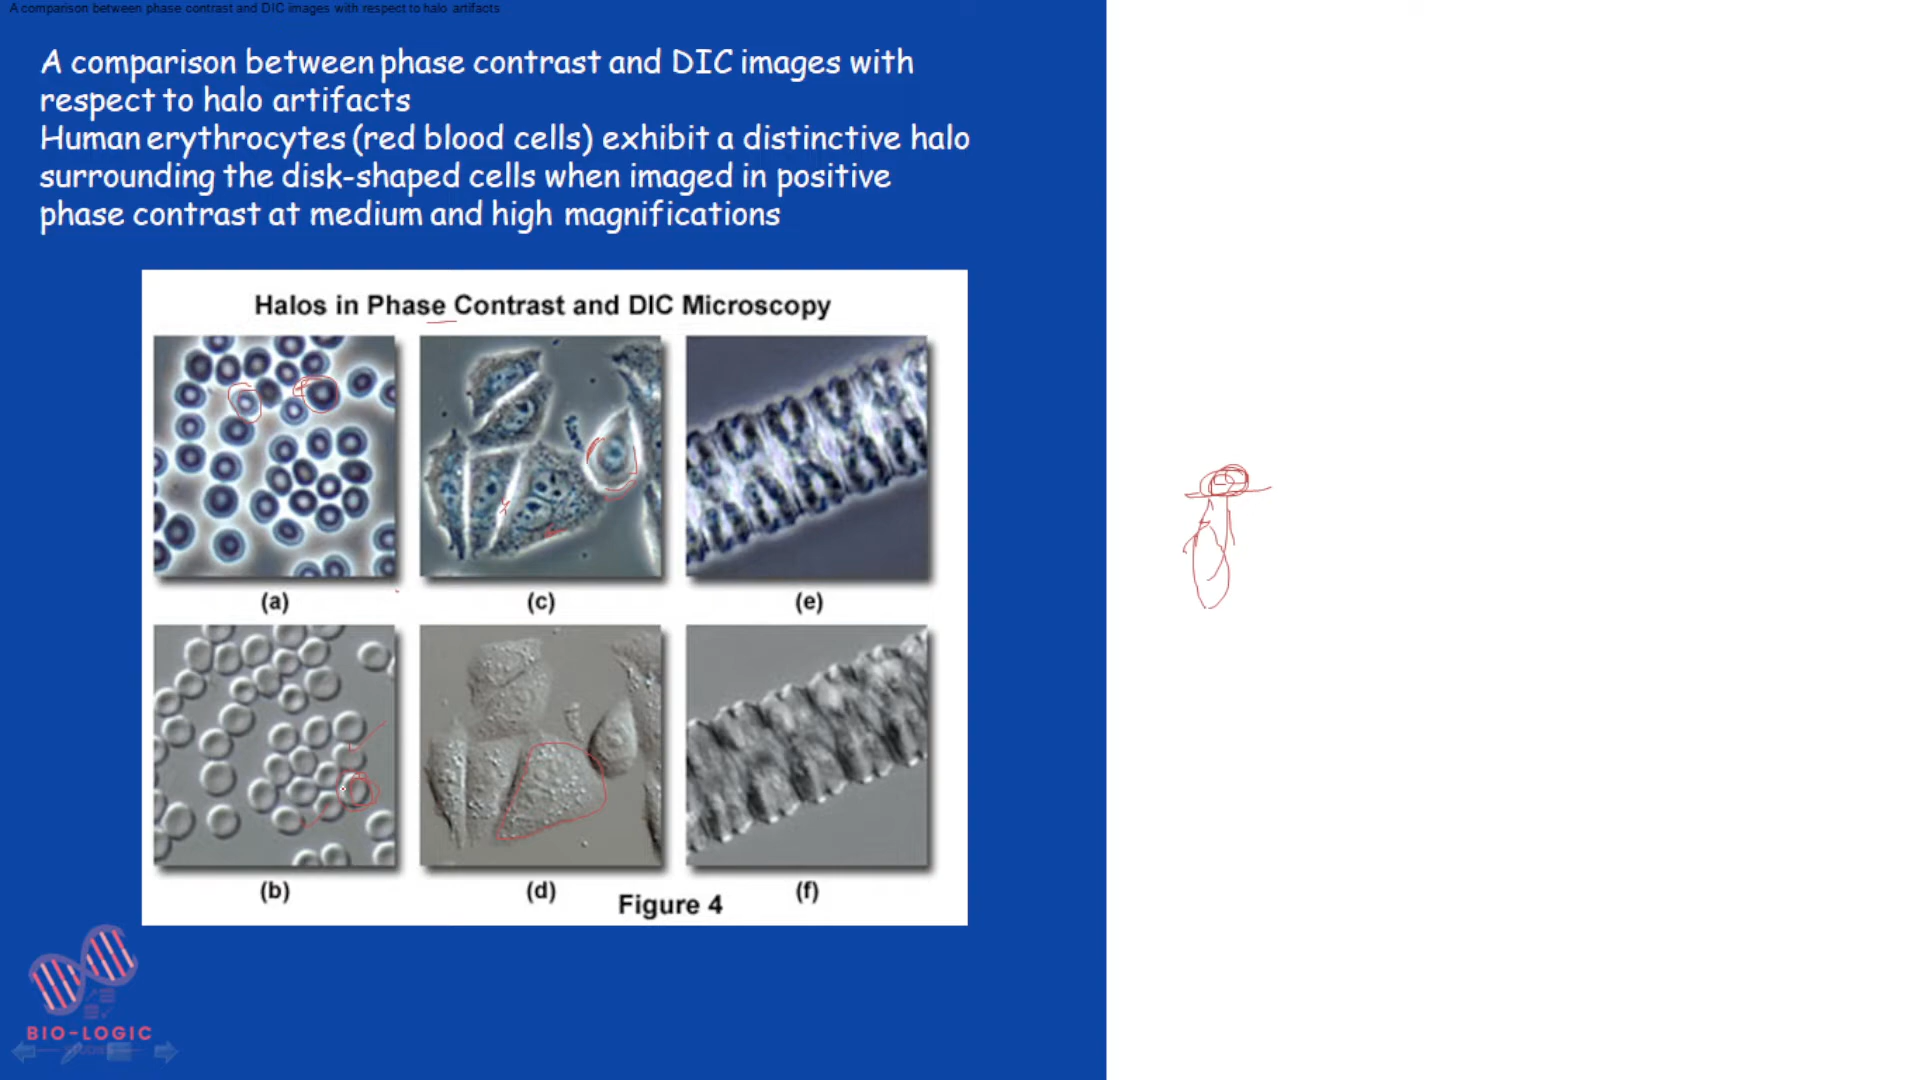 A comparison between phase contrast and DIC images with respect to halo artifacts
A comparison between phase contrast and DIC images with
respect to halo artifacts
Human erythrocytes (red blood cells) exhibit a distinctive halo
surrounding the disk-shaped cells when imaged in positive
phase contrast at medium and high magnifications
Halos in Phase Contrast and DIC Microscopy
(a) (c) (e)
(b) (d) (f)
Figure 4
BIO-LOGIC